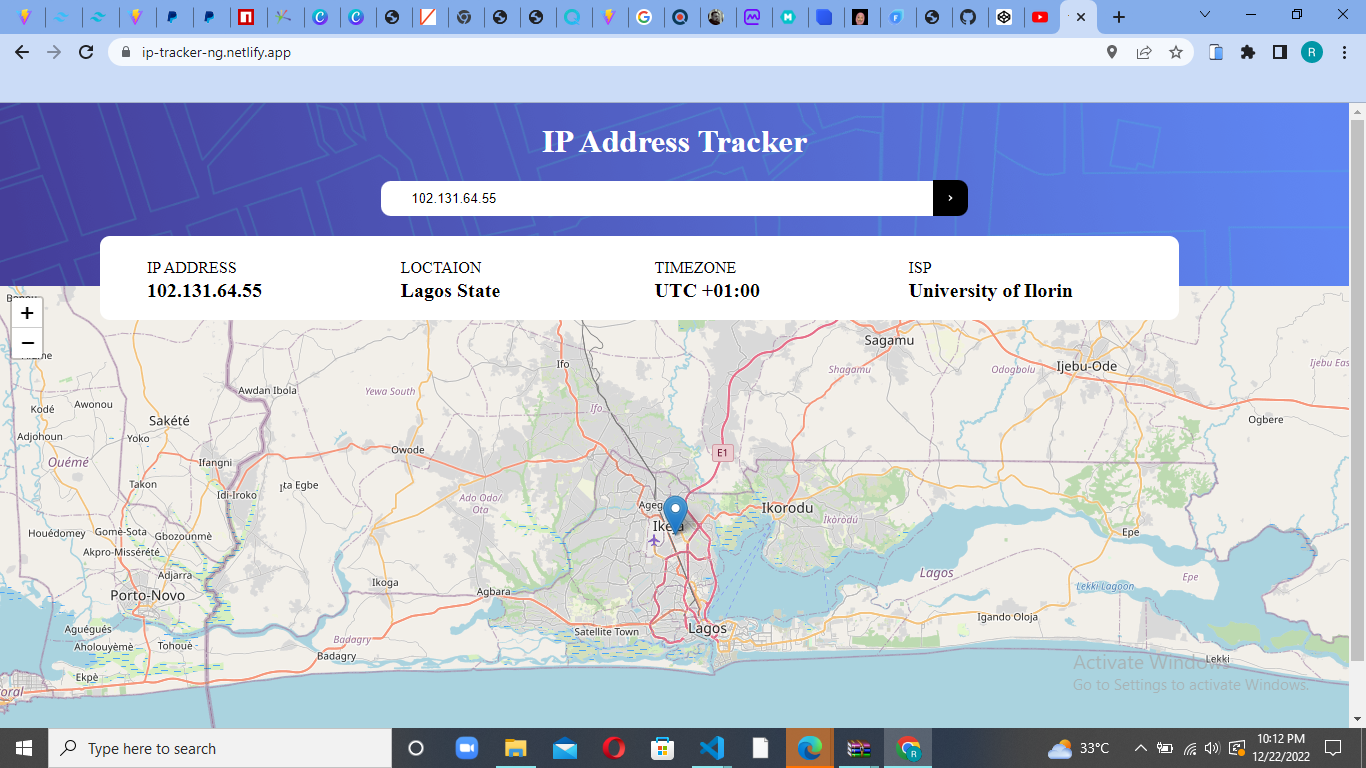 ip-tracker-ng.netlify.app
R
IP Address Tracker
102.131.64.55
IP ADDRESS
102.131.64.55
LOCTAION
Lagos State
TIMEZONE
UTC +01:00
ISP
University of Ilorin
+
−
Ifo
Sagamu
Ijebu-Ode
Shagamu
Odogbolu
Ijebu Eas
Awdan Ibola
Yewa South
Kodé
Awonou
Sakété
Ifo
Ogbere
Adjohoun
Yoko
Ifangni
Owode
E1
Ouémé
Takon
Idi-Iroko
Ita Egbe
Ado Odo/
Ota
Ikeja
Ikorodu
Ikorodu
Houédomey
Gomè-Sota
Gbozounmè
Akpro-Missérété
Epe
Adjarra
Ikoga
Lagos
Epe
Porto-Novo
Agbara
Lekki Lagoon
Igando Oloja
Aguégués
Badagry
Satellite Town
Lagos
Aholouyèmè
Tohouè
Badagry
Lekki
Ekpè
Activate Windows
Go to Settings to activate Windows.
Type here to search
33°C
10:12 PM
12/22/2022